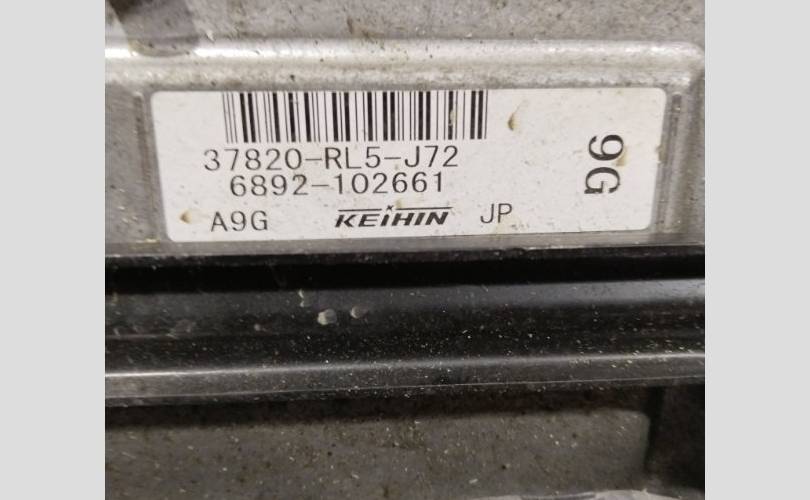 37820-RL5-J72
6892-102661
A9G KEIHIN JP
9G